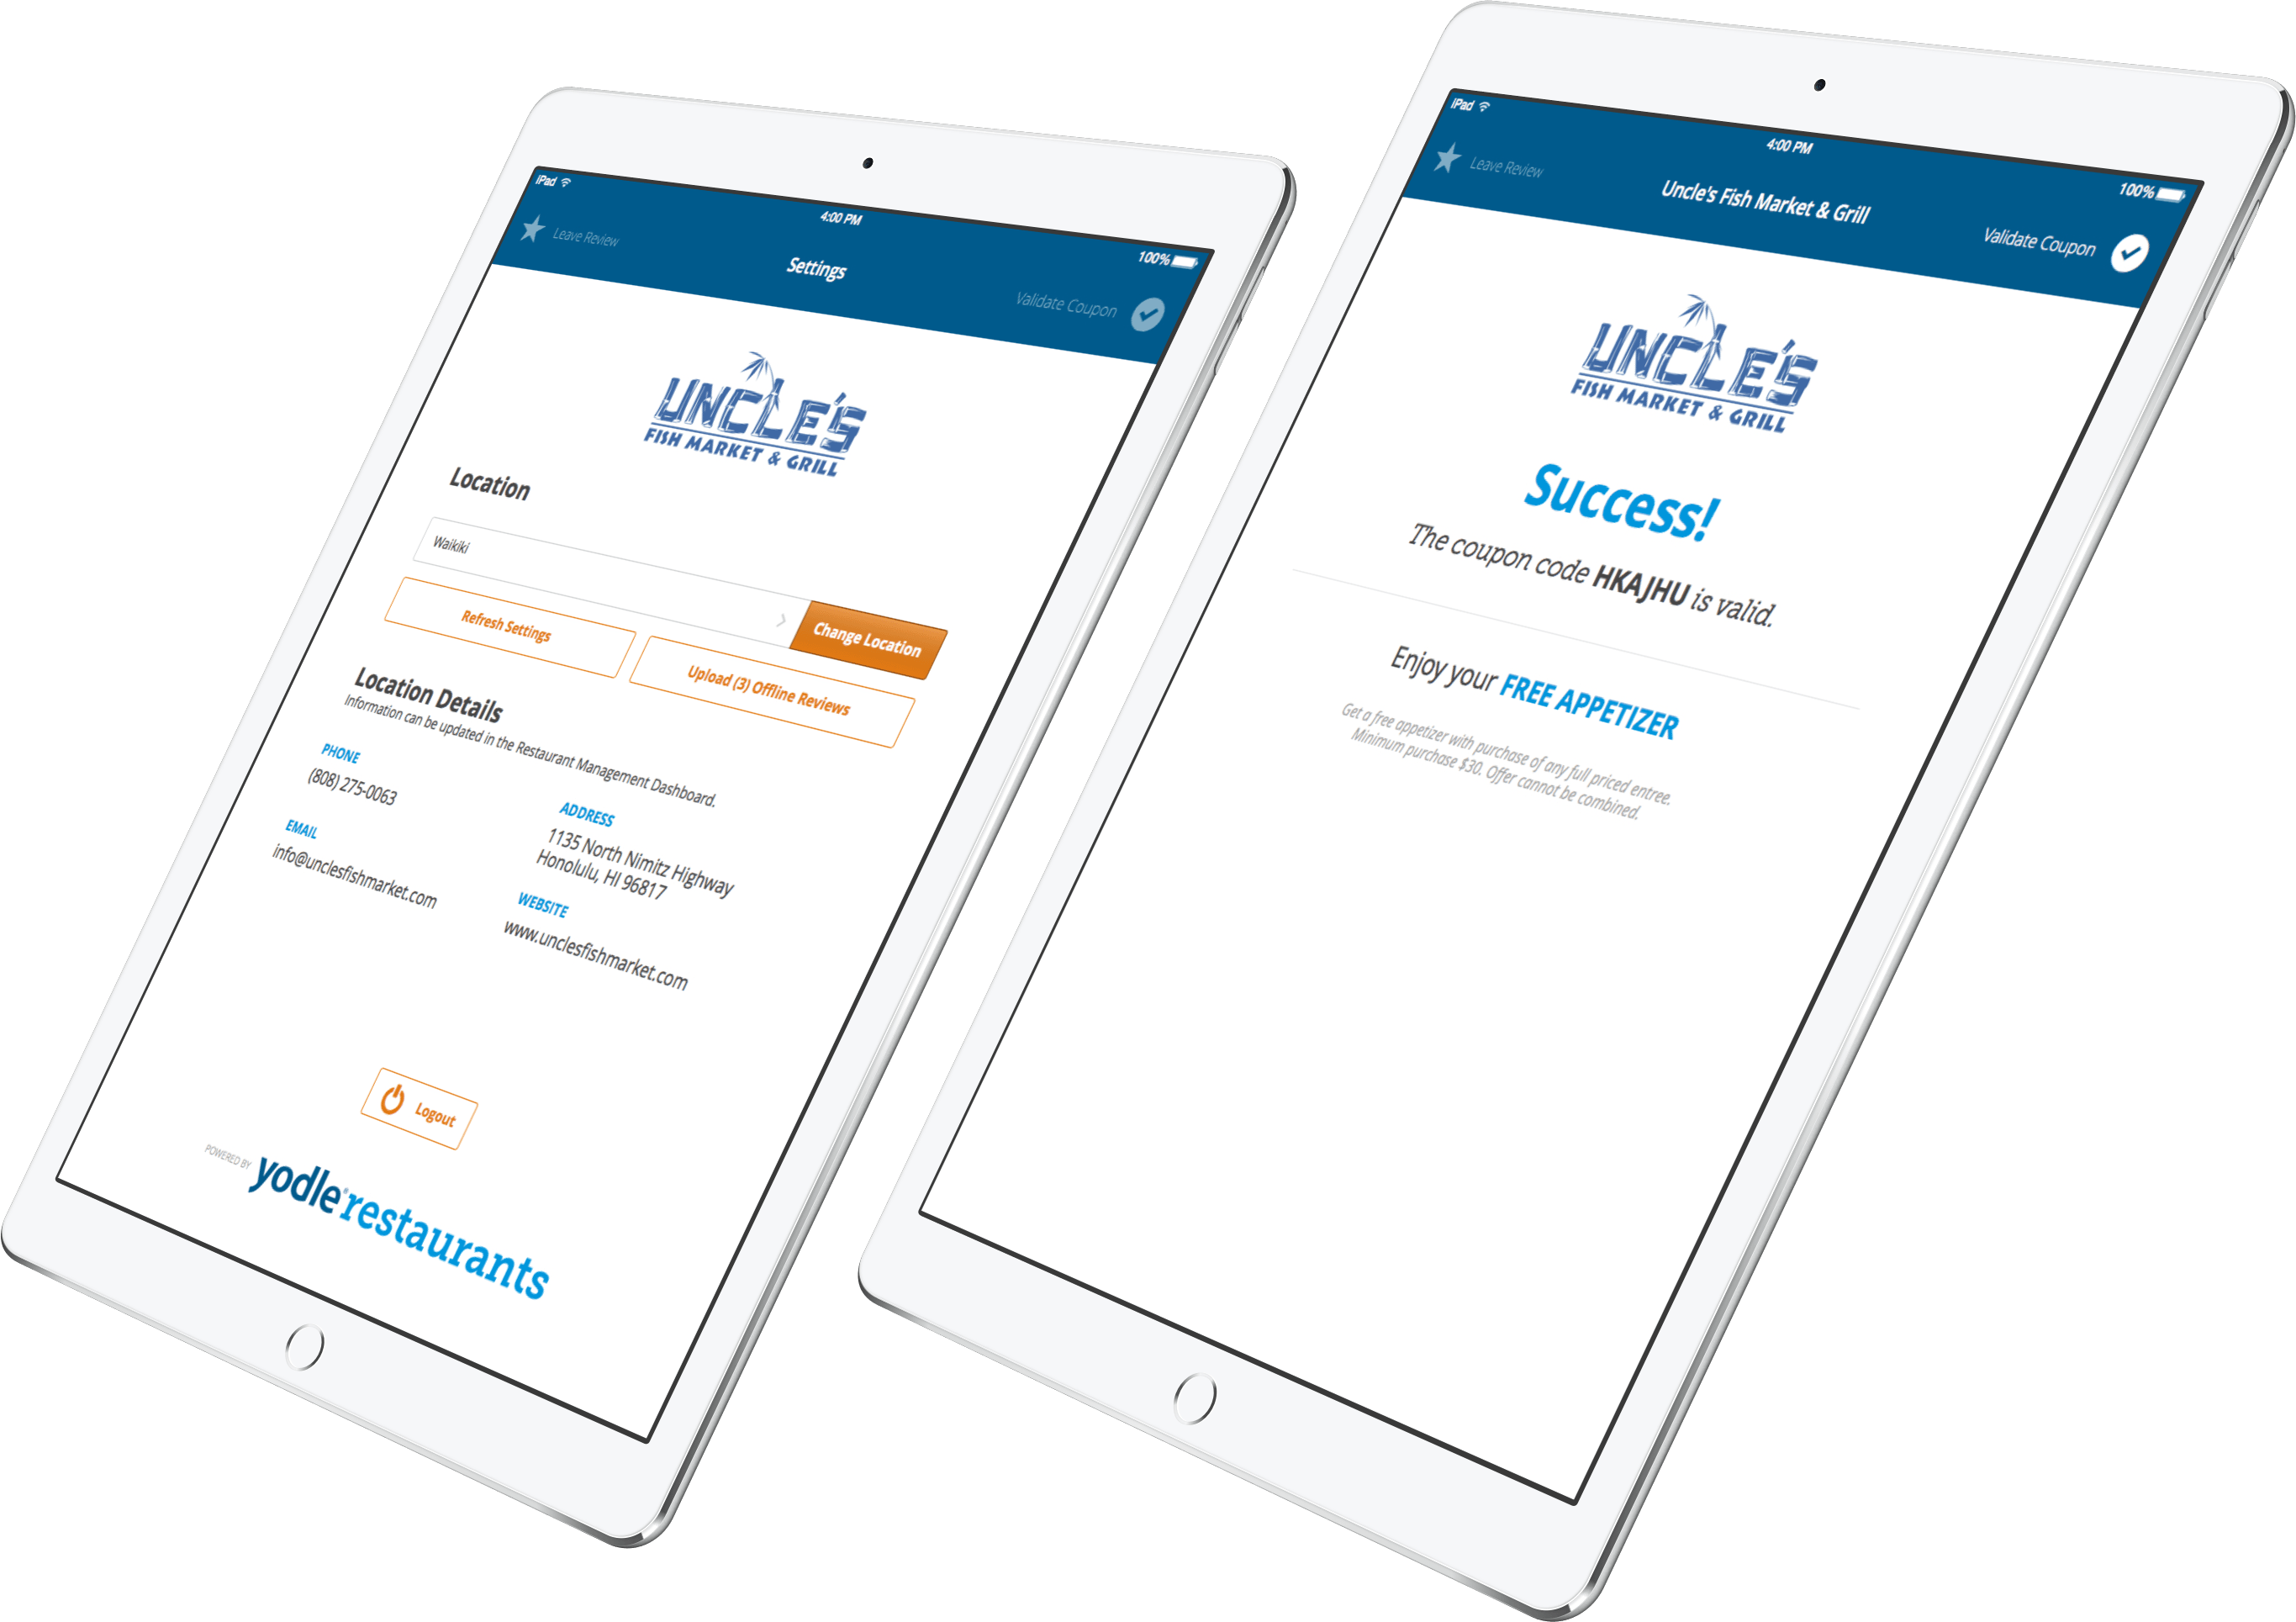 iPad
4:00 PM
100%
Leave Review
Settings
Validate Coupon
UNCLE'S
FISH MARKET & GRILL
Location
Waikiki
Change Location
Refresh Settings
Upload (3) Offline Reviews
Location Details
Information can be updated in the Restaurant Management Dashboard.
PHONE
(808) 275-0063
ADDRESS
1135 North Nimitz Highway
Honolulu, HI 96817
EMAIL
info@unclesfishmarket.com
WEBSITE
www.unclesfishmarket.com
Logout
POWERED BY yodle® restaurants
iPad
4:00 PM
100%
Leave Review
Uncle's Fish Market & Grill
Validate Coupon
UNCLE'S
FISH MARKET & GRILL
Success!
The coupon code HKAJHU is valid.
Enjoy your FREE APPETIZER
Get a free appetizer with purchase of any full priced entree.
Minimum purchase $30. Offer cannot be combined.